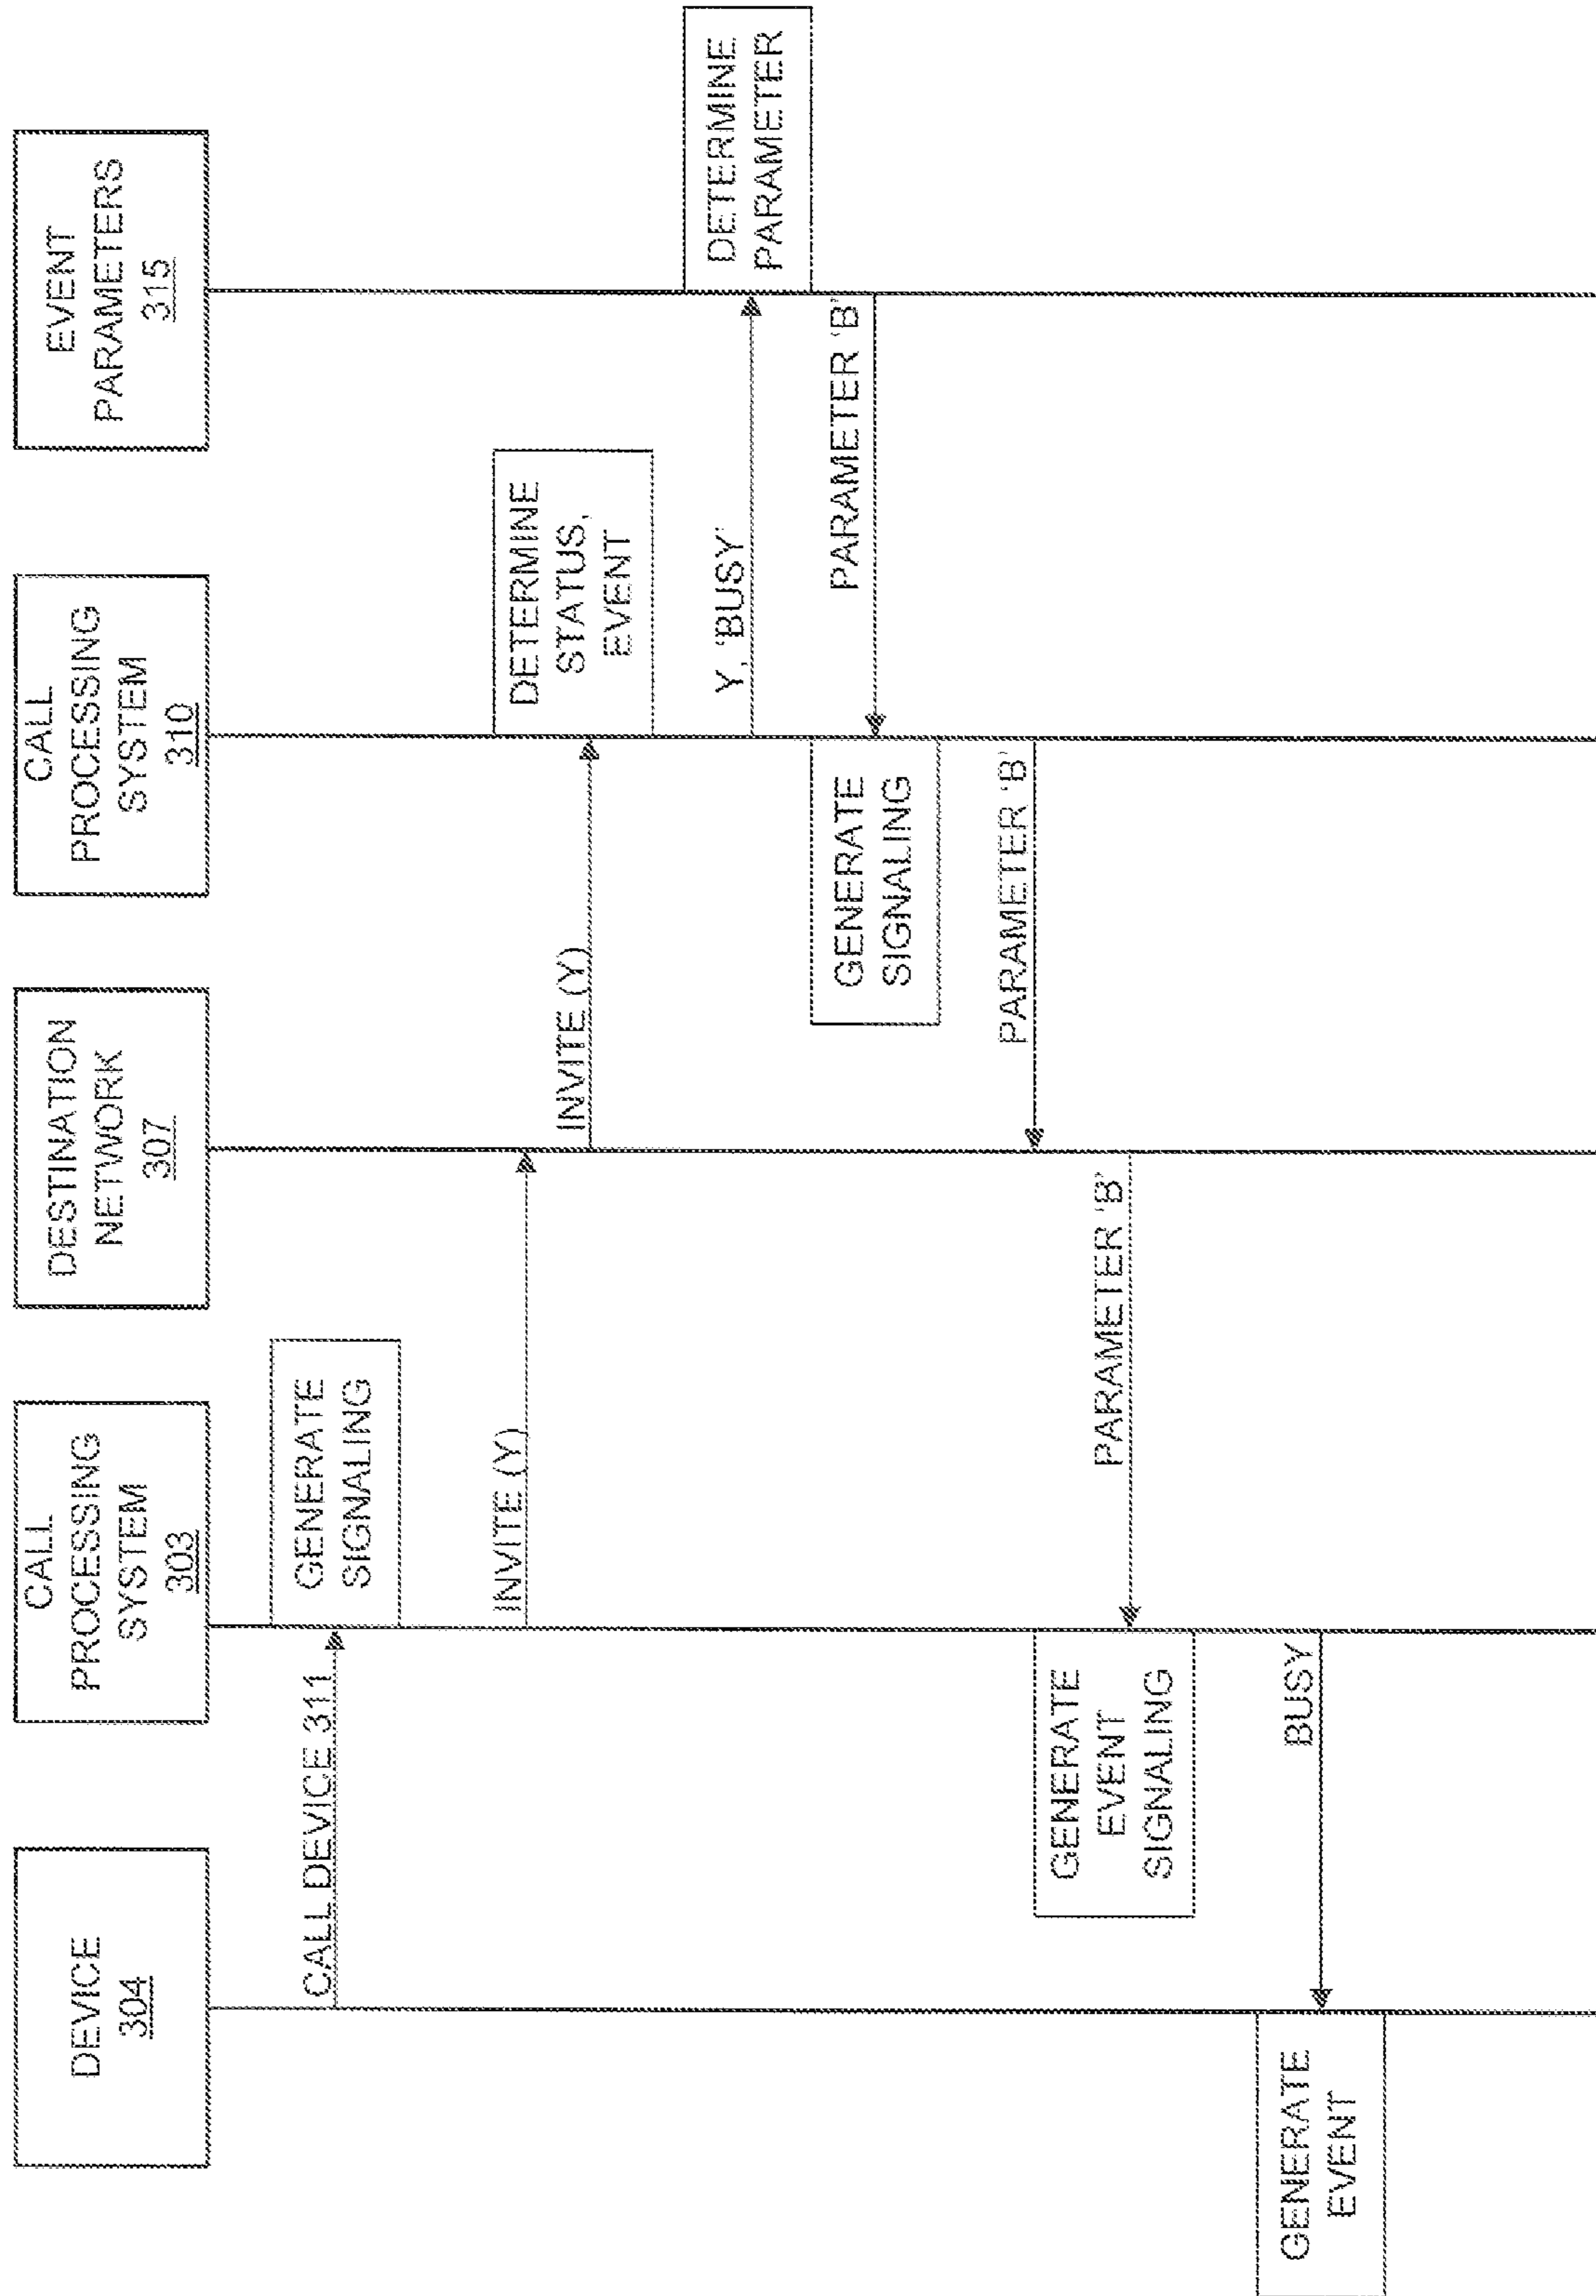 DEVICE
304
CALL
PROCESSING
SYSTEM
303
DESTINATION
NETWORK
307
CALL
PROCESSING
SYSTEM
310
EVENT
PARAMETERS
315
CALL DEVICE 311
GENERATE
SIGNALING
INVITE (Y)
INVITE (Y)
DETERMINE
STATUS,
EVENT
Y, 'BUSY'
DETERMINE
PARAMETER
PARAMETER 'B'
GENERATE
SIGNALING
PARAMETER 'B'
PARAMETER 'B'
GENERATE
EVENT
SIGNALING
BUSY
GENERATE
EVENT